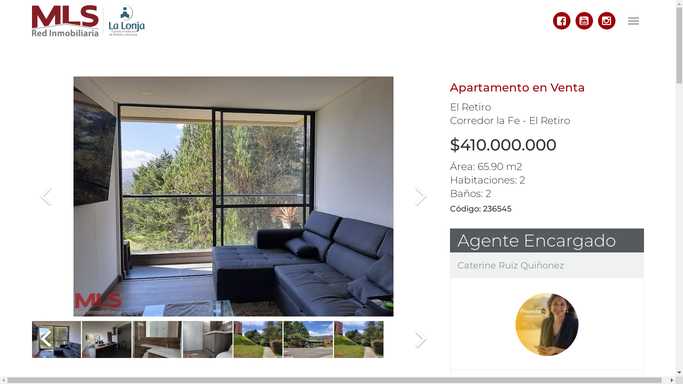 MLS
Red Inmobiliaria
La Lonja
Apartamento en Venta
El Retiro
Corredor la Fe - El Retiro
$410.000.000
Área: 65.90 m2
Habitaciones: 2
Baños: 2
Código: 236545
MLS
Agente Encargado
Caterine Ruiz Quiñonez